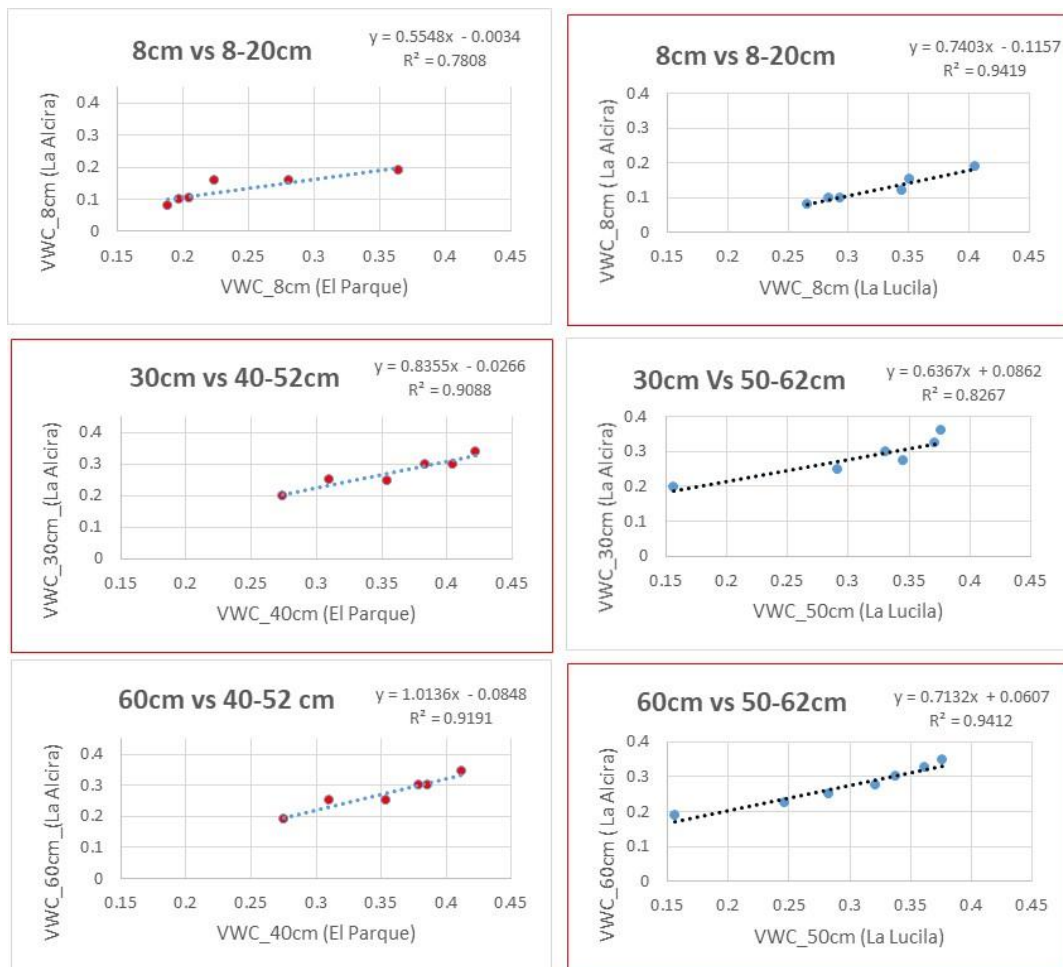 8cm vs 8-20cm
y = 0.5548x - 0.0034
R² = 0.7808
VWC_8cm (La Alcira)
0.4
0.3
0.2
0.1
0
0.15 0.2 0.25 0.3 0.35 0.4 0.45
VWC_8cm (El Parque)
8cm vs 8-20cm
y = 0.7403x - 0.1157
R² = 0.9419
VWC_8cm ( La Alcira)
0.4
0.3
0.2
0.1
0
0.15 0.2 0.25 0.3 0.35 0.4 0.45
VWC_8cm (La Lucila)
30cm vs 40-52cm
y = 0.8355x - 0.0266
R² = 0.9088
VWC_30cm_(La Alcira)
0.4
0.3
0.2
0.1
0
0.15 0.2 0.25 0.3 0.35 0.4 0.45
VWC_40cm (El Parque)
30cm Vs 50-62cm
y = 0.6367x + 0.0862
R² = 0.8267
VWC_30cm (La Alcira)
0.4
0.3
0.2
0.1
0
0.15 0.2 0.25 0.3 0.35 0.4 0.45
VWC_50cm (La Lucila)
60cm vs 40-52 cm
y = 1.0136x - 0.0848
R² = 0.9191
VWC_60cm_(La Alcira)
0.4
0.3
0.2
0.1
0
0.15 0.2 0.25 0.3 0.35 0.4 0.45
VWC_40cm (El Parque)
60cm vs 50-62cm
y = 0.7132x + 0.0607
R² = 0.9412
VWC_60cm ( La Alcira)
0.4
0.3
0.2
0.1
0
0.15 0.2 0.25 0.3 0.35 0.4 0.45
VWC_50cm (La Lucila)